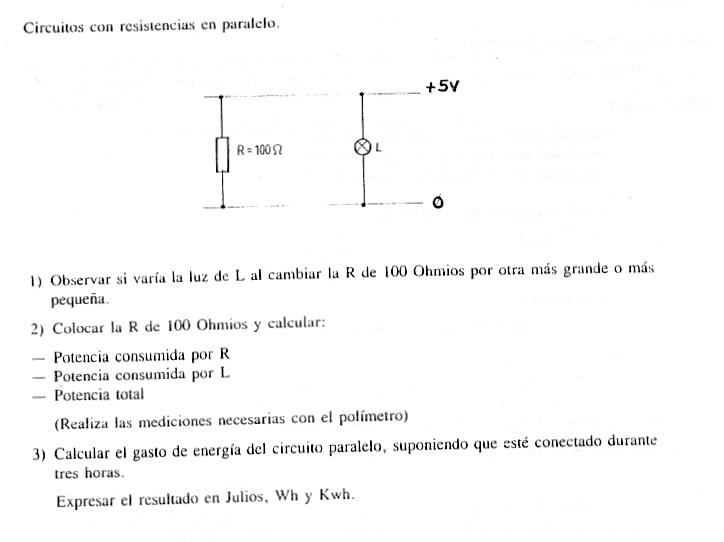 Circuitos con resistencias en paralelo.
+5V
R = 100 Ω
L
0
1) Observar si varía la luz de L al cambiar la R de 100 Ohmios por otra más grande o más
pequeña.
2) Colocar la R de 100 Ohmios y calcular:
— Potencia consumida por R
— Potencia consumida por L
— Potencia total
(Realiza las mediciones necesarias con el polímetro)
3) Calcular el gasto de energía del circuito paralelo, suponiendo que esté conectado durante
tres horas.
Expresar el resultado en Julios, Wh y Kwh.